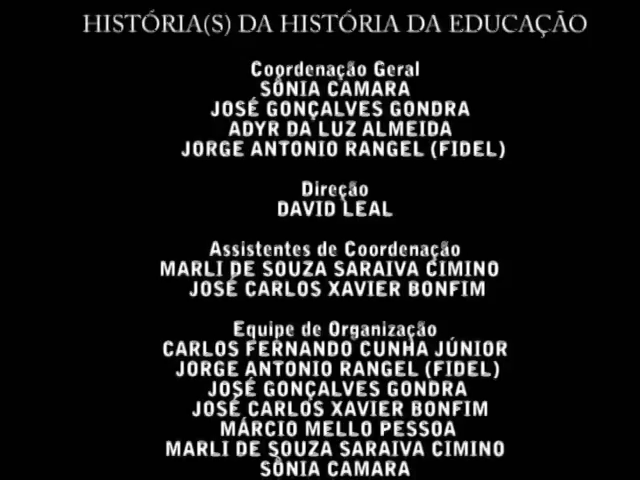 HISTÓRIA(S) DA HISTÓRIA DA EDUCAÇÃO
Coordenação Geral
SÔNIA CAMARA
JOSÉ GONÇALVES GONDRA
ADYR DA LUZ ALMEIDA
JORGE ANTONIO RANGEL (FIDEL)
Direção
DAVID LEAL
Assistentes de Coordenação
MARLI DE SOUZA SARAIVA CIMINO
JOSÉ CARLOS XAVIER BONFIM
Equipe de Organização
CARLOS FERNANDO CUNHA JÚNIOR
JORGE ANTONIO RANGEL (FIDEL)
JOSÉ GONÇALVES GONDRA
JOSÉ CARLOS XAVIER BONFIM
MÁRCIO MELLO PESSOA
MARLI DE SOUZA SARAIVA CIMINO
SÔNIA CAMARA